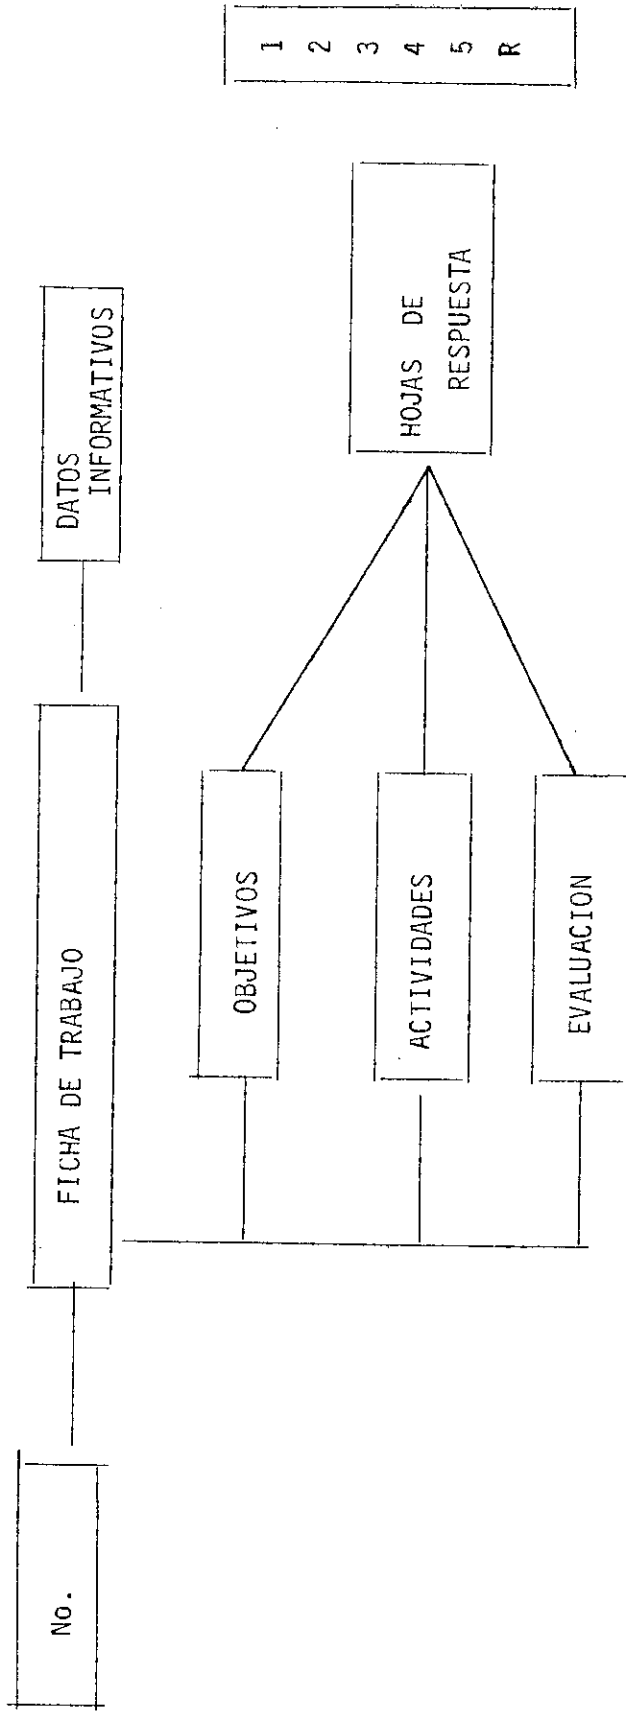 No.
FICHA DE TRABAJO
DATOS
INFORMATIVOS
OBJETIVOS
ACTIVIDADES
EVALUACION
HOJAS DE
RESPUESTA
1
2
3
4
5
R